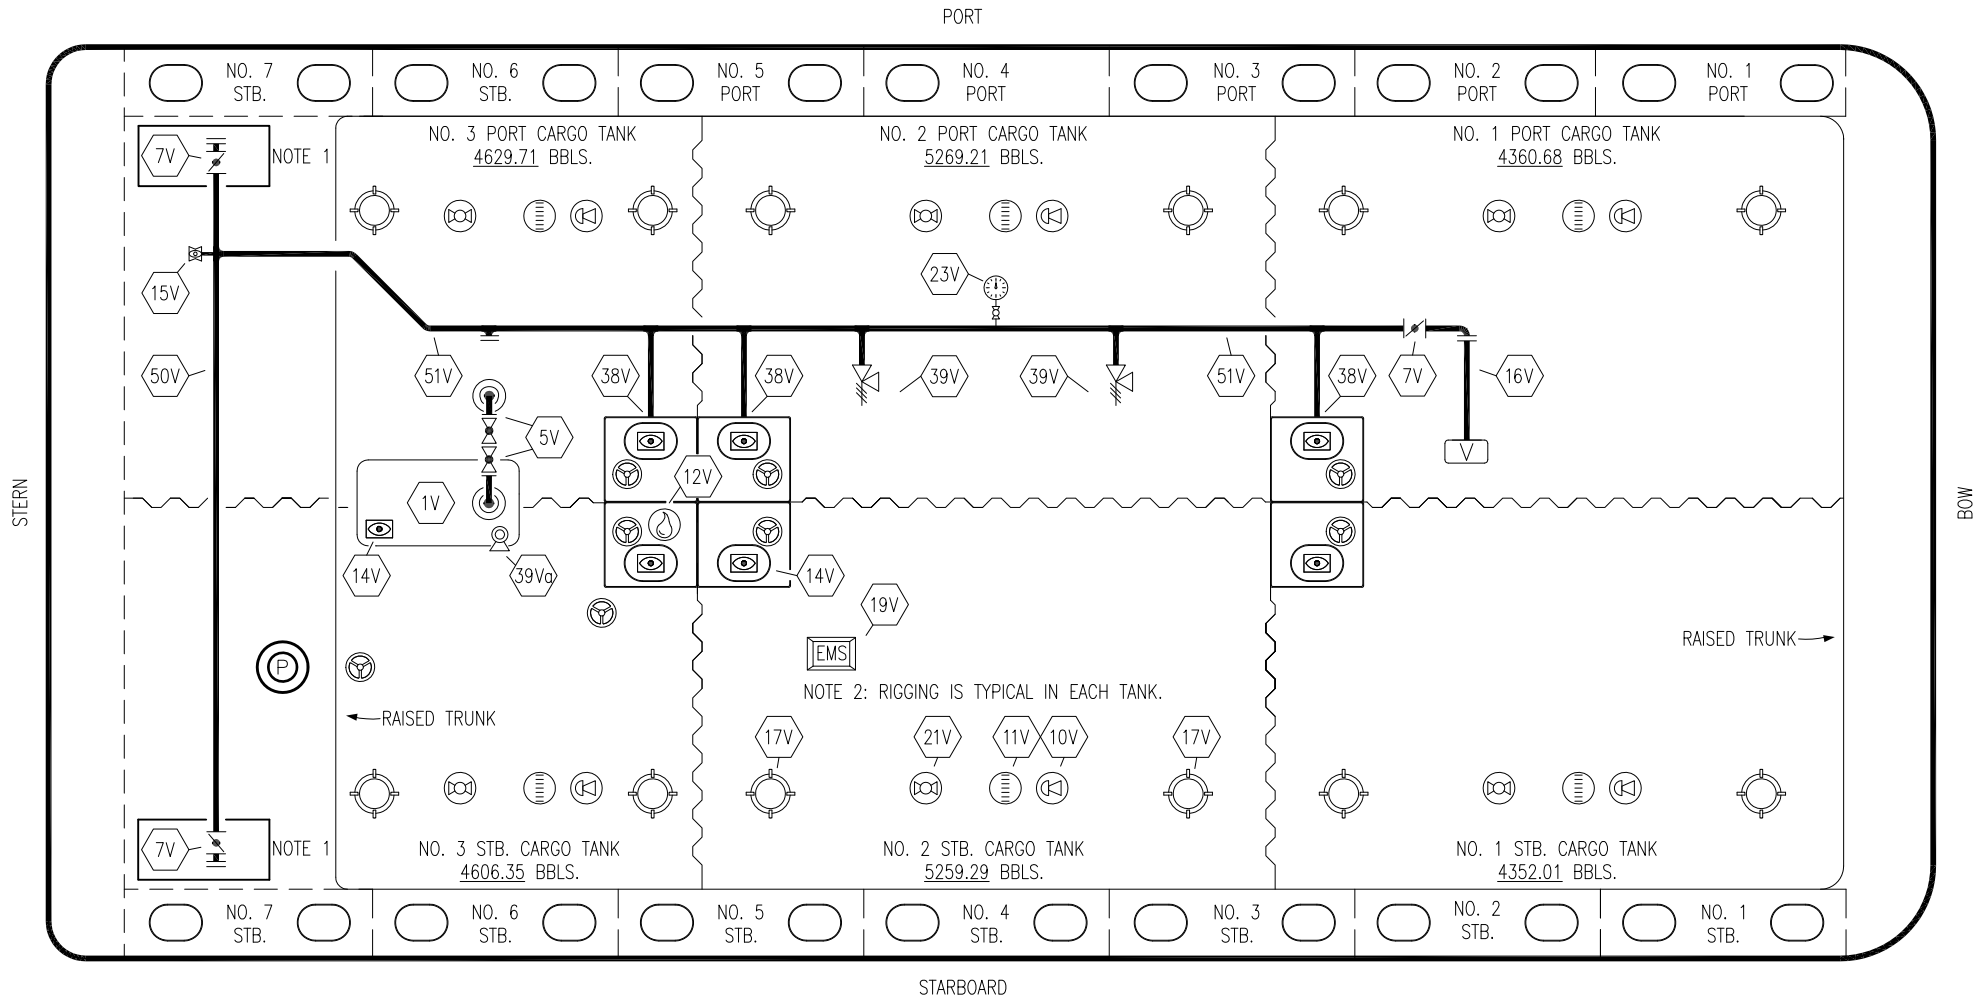 PORT
NO. 7
STB.
NO. 6
STB.
NO. 5
PORT
NO. 4
PORT
NO. 3
PORT
NO. 2
PORT
NO. 1
PORT
7V
NOTE 1
NO. 3 PORT CARGO TANK
4629.71 BBLS.
NO. 2 PORT CARGO TANK
5269.21 BBLS.
NO. 1 PORT CARGO TANK
4360.68 BBLS.
15V
23V
50V
51V
38V
38V
39V
39V
51V
38V
7V
16V
5V
V
12V
1V
STERN
BOW
14V
39Va
14V
19V
EMS
RAISED TRUNK
P
NOTE 2: RIGGING IS TYPICAL IN EACH TANK.
RAISED TRUNK
17V
21V
11V
10V
17V
7V
NOTE 1
NO. 3 STB. CARGO TANK
4606.35 BBLS.
NO. 2 STB. CARGO TANK
5259.29 BBLS.
NO. 1 STB. CARGO TANK
4352.01 BBLS.
NO. 7
STB.
NO. 6
STB.
NO. 5
STB.
NO. 4
STB.
NO. 3
STB.
NO. 2
STB.
NO. 1
STB.
STARBOARD